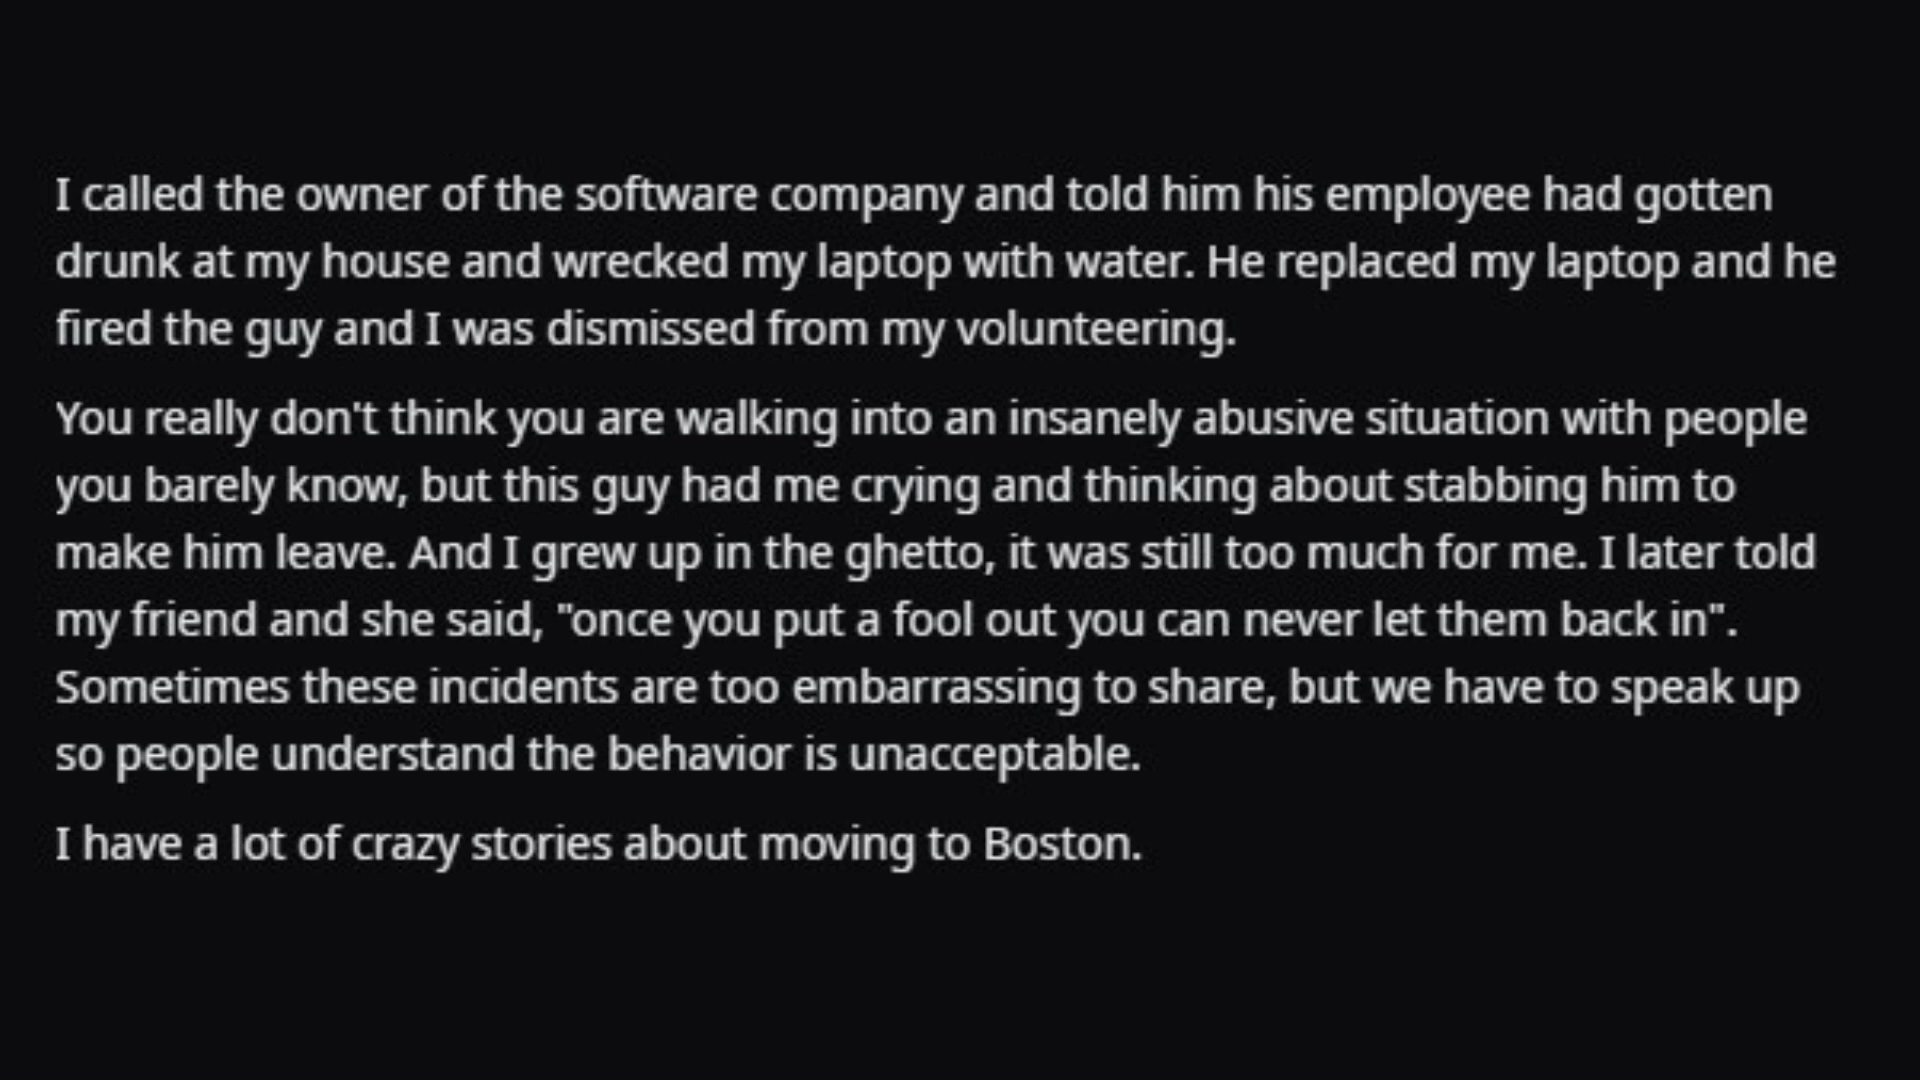 I called the owner of the software company and told him his employee had gotten
drunk at my house and wrecked my laptop with water. He replaced my laptop and he
fired the guy and I was dismissed from my volunteering.
You really don't think you are walking into an insanely abusive situation with people
you barely know, but this guy had me crying and thinking about stabbing him to
make him leave. And I grew up in the ghetto, it was still too much for me. I later told
my friend and she said, "once you put a fool out you can never let them back in".
Sometimes these incidents are too embarrassing to share, but we have to speak up
so people understand the behavior is unacceptable.
I have a lot of crazy stories about moving to Boston.